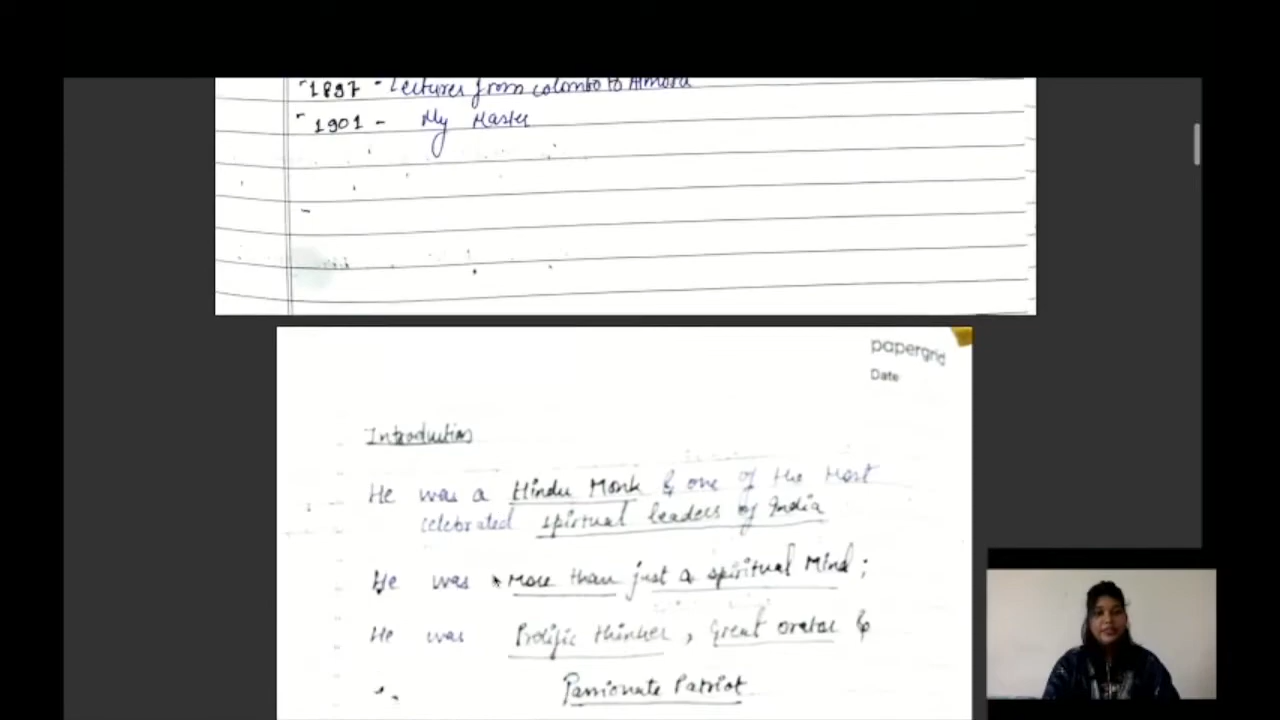 1897 - Lectures from colombo to Almora
1901 - My Master
papergrid
Date
Introduction
He was a Hindu Monk & one of the Most
celebrated spirtual leaders of India
He was More than just a spiritual Mind;
He was Prolific thinker, Great orator &
Passionate Patriot